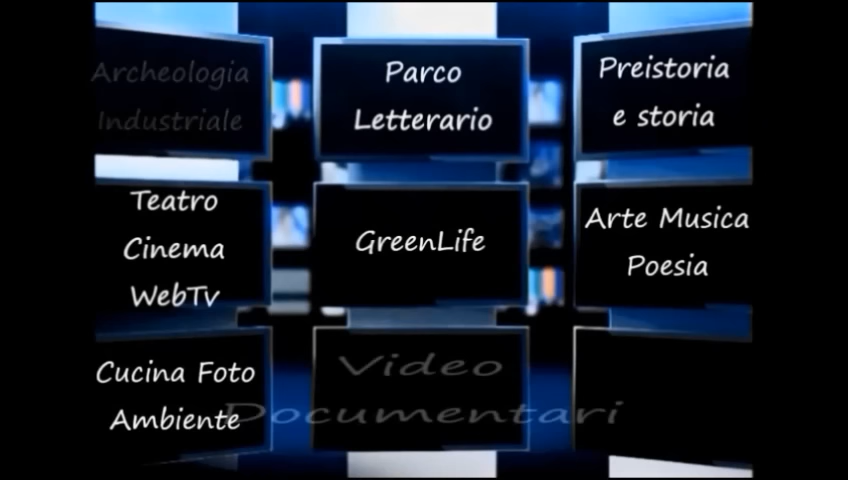 Archeologia
Industriale
Parco
Letterario
Preistoria
e storia
Teatro
Cinema
WebTv
GreenLife
Arte Musica
Poesia
Cucina Foto
Ambiente
Video
Documentari